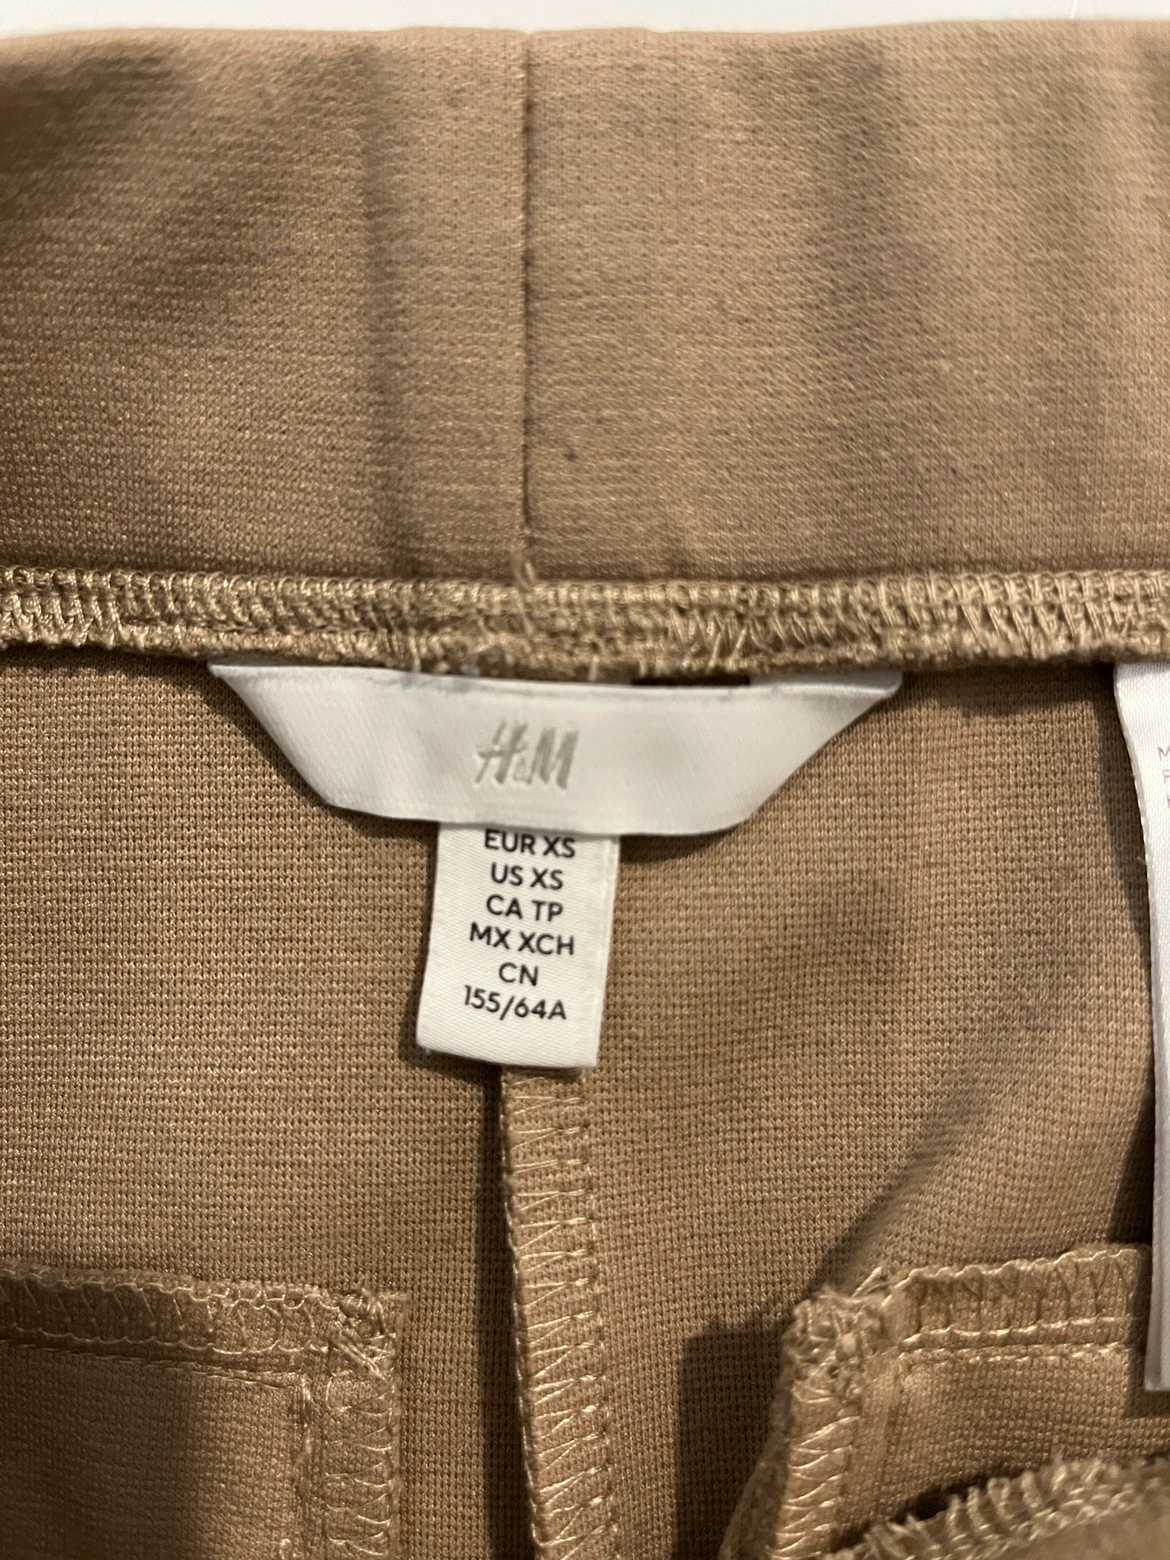 H&M
EUR XS
US XS
CA TP
MX XCH
CN
155/64A